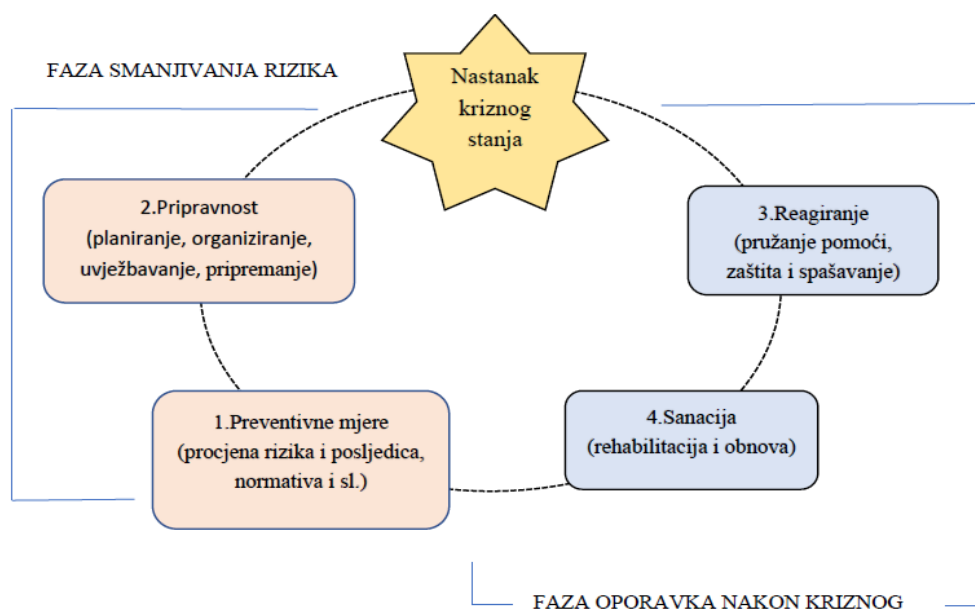 FAZA SMANJIVANJA RIZIKA
Nastanak
kriznog
stanja
2.Pripravnost
(planiranje, organiziranje,
uvježbavanje, pripremanje)
3.Reagiranje
(pružanje pomoći,
zaštita i spašavanje)
1.Preventivne mjere
(procjena rizika i posljedica,
normativa i sl.)
4.Sanacija
(rehabilitacija i obnova)
FAZA OPORAVKA NAKON KRIZNOG